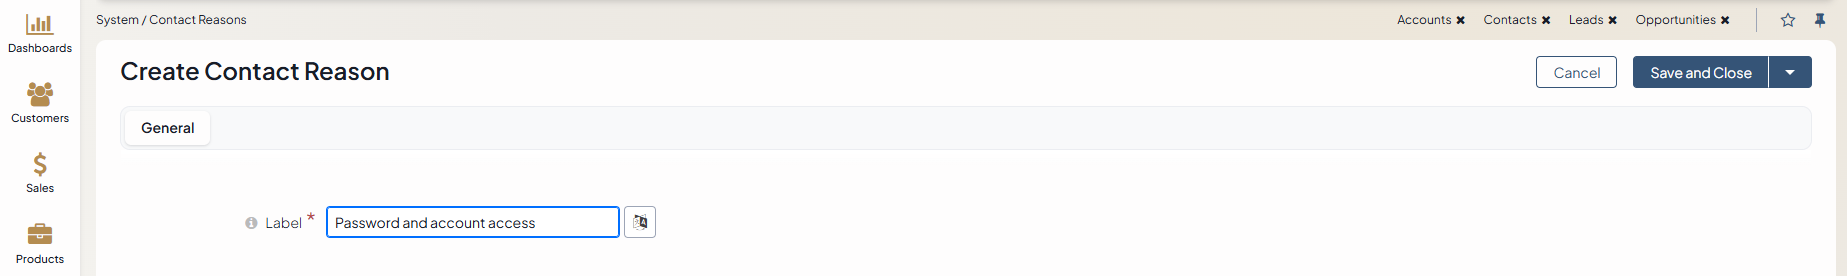 Dashboards
Customers
Sales
Products
System / Contact Reasons
Accounts ✖ Contacts ✖ Leads ✖ Opportunities ✖
Create Contact Reason
Cancel Save and Close
General
Label * Password and account access